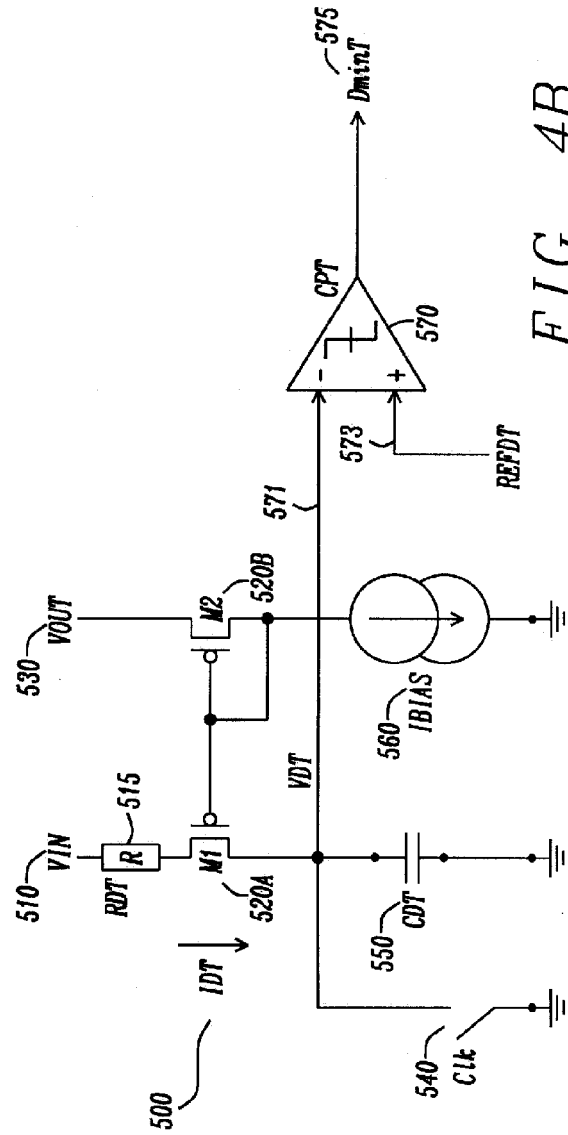 510
VIN
530
VOUT
RDT
R
515
IDT
M1
520A
M2
520B
500
VDT
571
CPT
-
+
570
573
REFDT
575
DminT
540
Clk
550
CDT
560
IBIAS
FIG. 4B